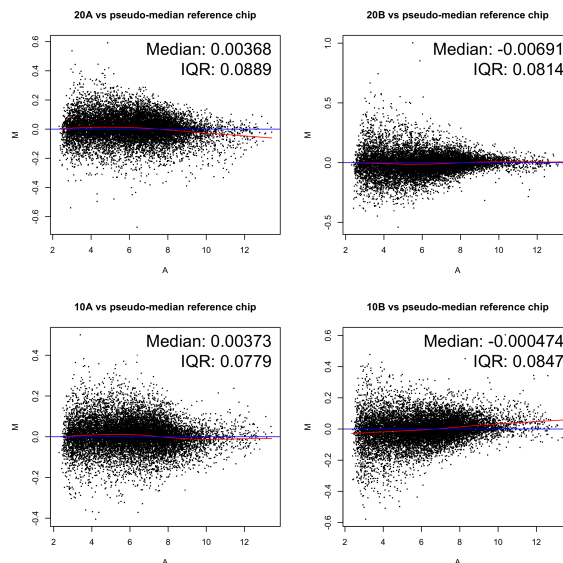 20A vs pseudo-median reference chip
20B vs pseudo-median reference chip
Median: 0.00368
IQR: 0.0889
Median: -0.00691
IQR: 0.0814
M
0.6
0.4
0.2
0.0
-0.2
-0.4
-0.6
2 4 6 8 10 12
A
M
1.0
0.5
0.0
-0.5
2 4 6 8 10 12
A
10A vs pseudo-median reference chip
10B vs pseudo-median reference chip
Median: 0.00373
IQR: 0.0779
Median: -0.000474
IQR: 0.0847
M
0.4
0.2
0.0
-0.2
-0.4
2 4 6 8 10 12
A
M
0.6
0.4
0.2
0.0
-0.2
-0.4
-0.6
2 4 6 8 10 12
A